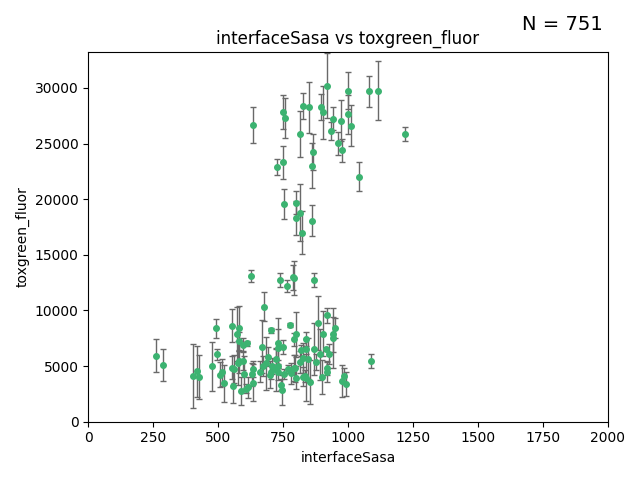 N = 751
interfaceSasa vs toxgreen_fluor
toxgreen_fluor
30000
25000
20000
15000
10000
5000
0
0 250 500 750 1000 1250 1500 1750 2000
interfaceSasa